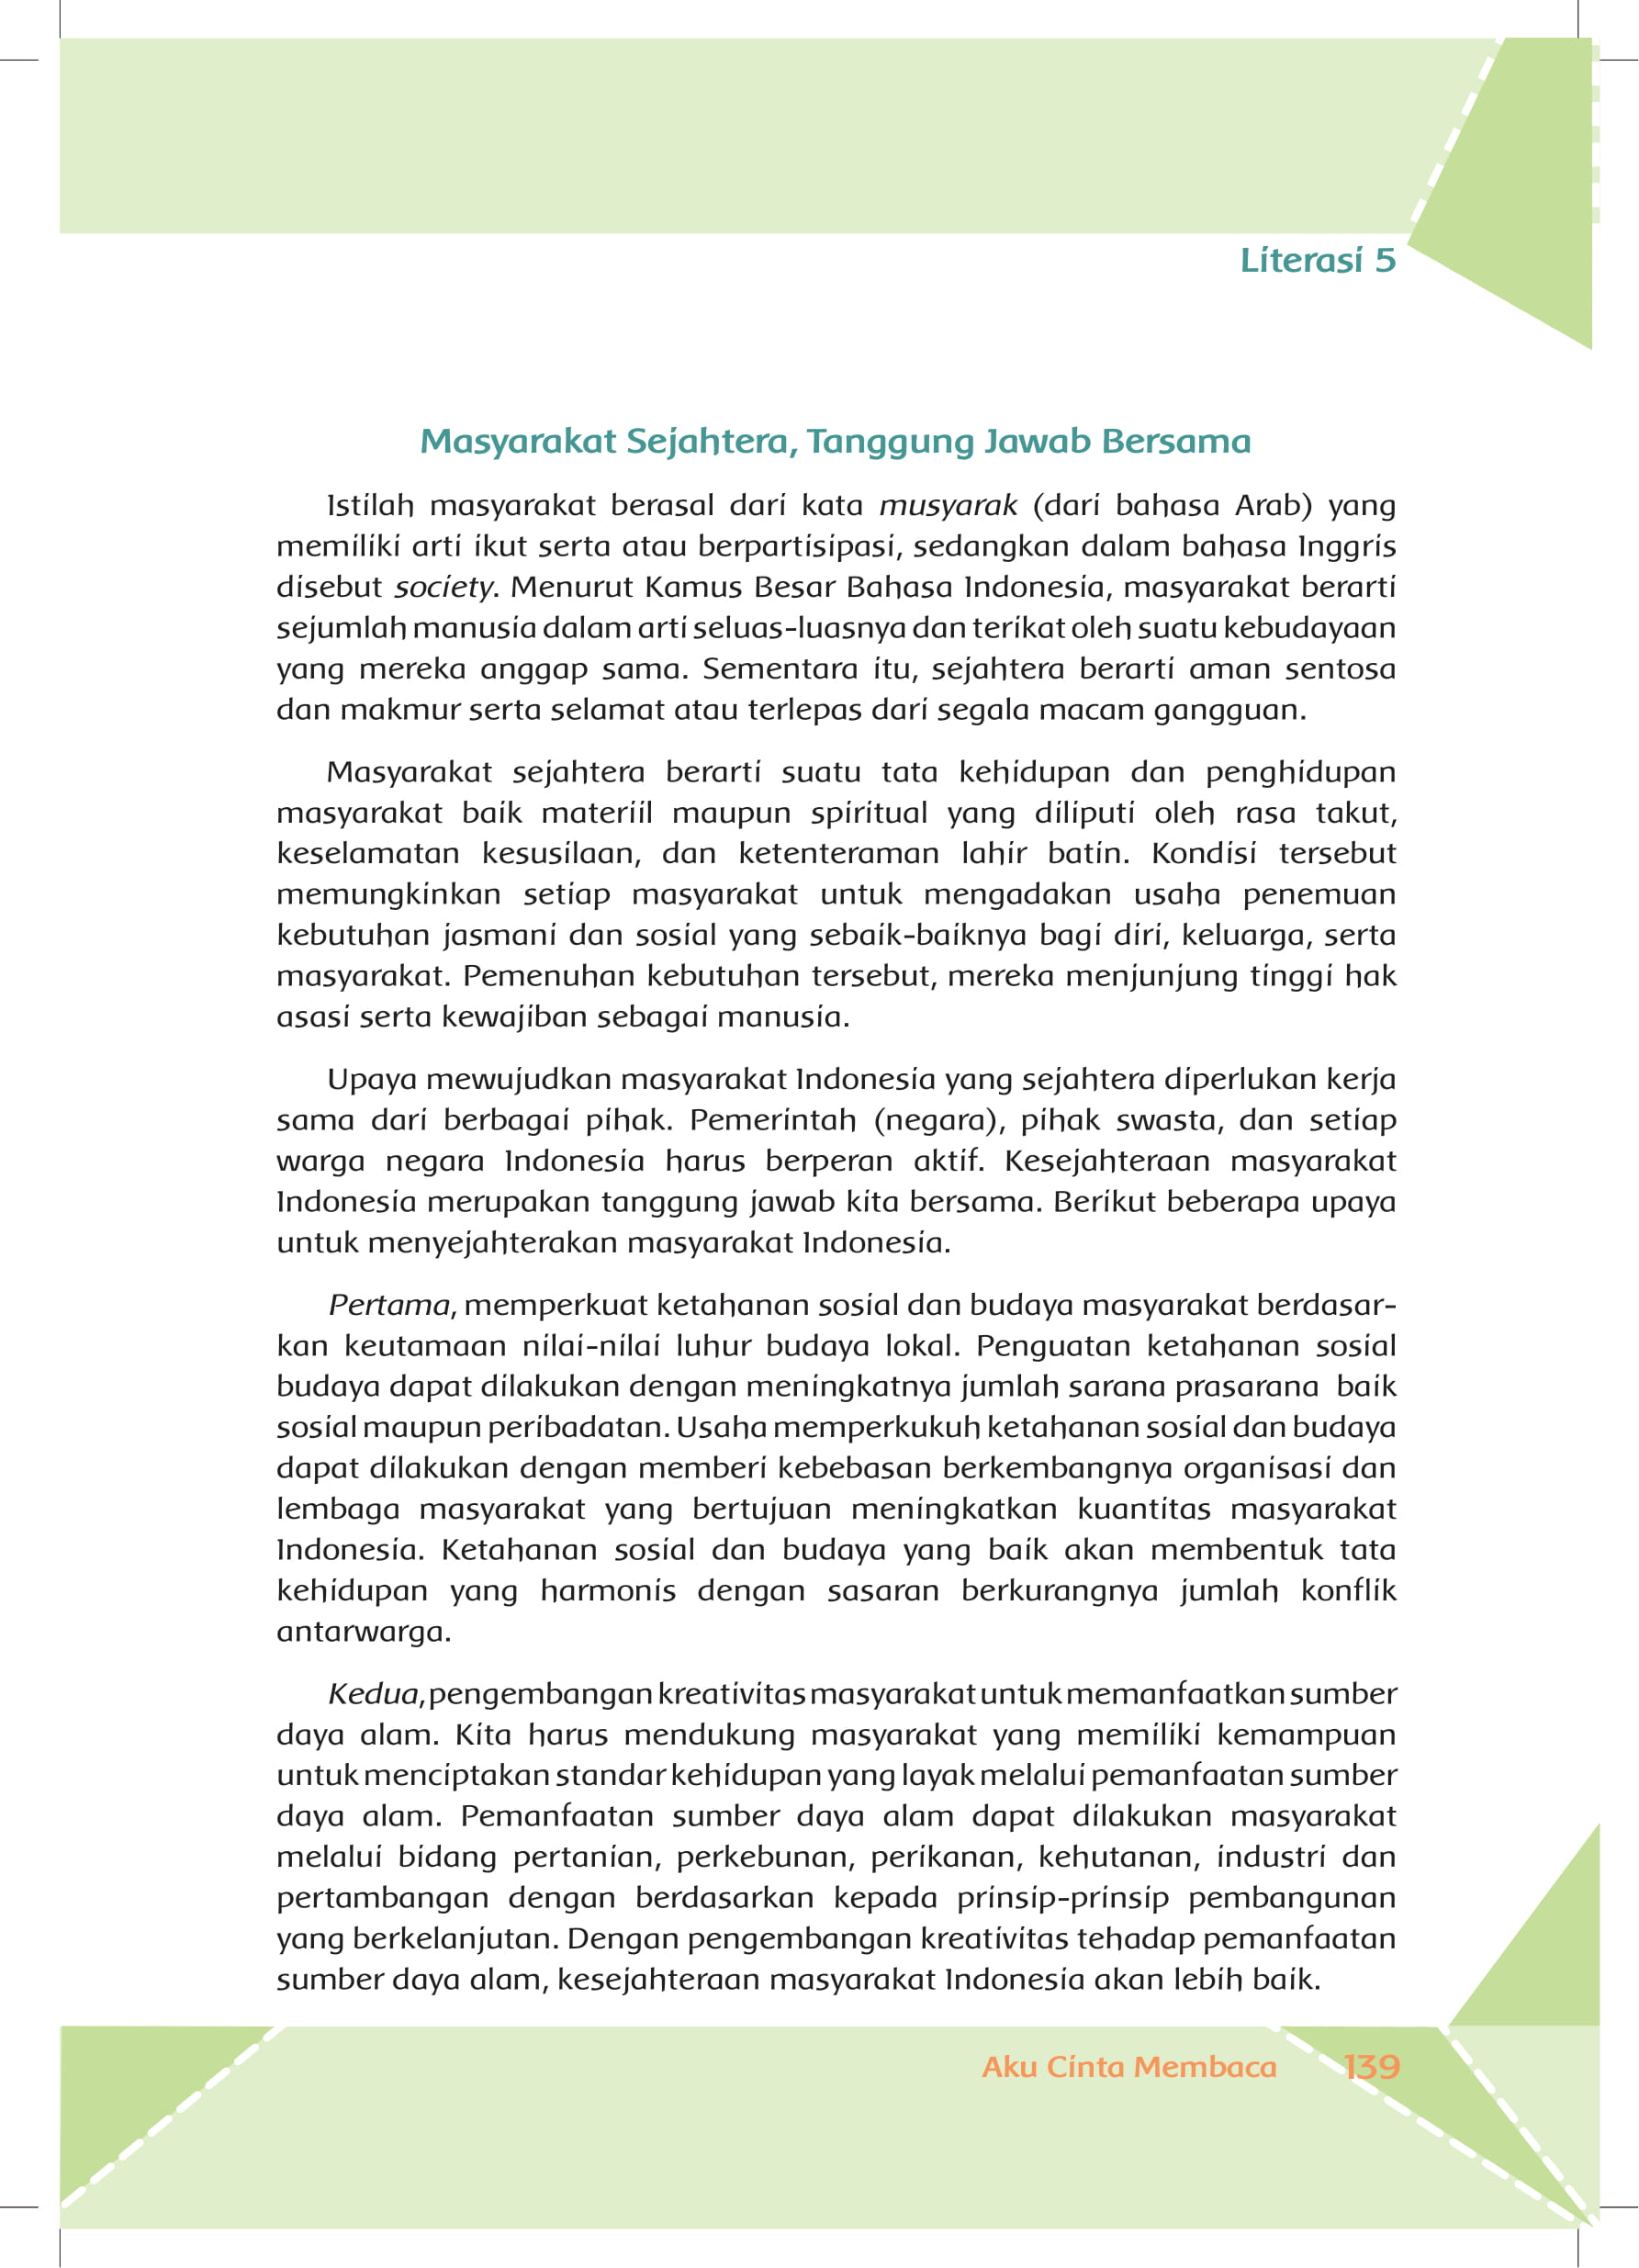 Literasi 5
Masyarakat Sejahtera, Tanggung Jawab Bersama
Istilah masyarakat berasal dari kata musyarak (dari bahasa Arab) yang
memiliki arti ikut serta atau berpartisipasi, sedangkan dalam bahasa Inggris
disebut society. Menurut Kamus Besar Bahasa Indonesia, masyarakat berarti
sejumlah manusia dalam arti seluas-luasnya dan terikat oleh suatu kebudayaan
yang mereka anggap sama. Sementara itu, sejahtera berarti aman sentosa
dan makmur serta selamat atau terlepas dari segala macam gangguan.
Masyarakat sejahtera berarti suatu tata kehidupan dan penghidupan
masyarakat baik materiil maupun spiritual yang diliputi oleh rasa takut,
keselamatan kesusilaan, dan ketenteraman lahir batin. Kondisi tersebut
memungkinkan setiap masyarakat untuk mengadakan usaha penemuan
kebutuhan jasmani dan sosial yang sebaik-baiknya bagi diri, keluarga, serta
masyarakat. Pemenuhan kebutuhan tersebut, mereka menjunjung tinggi hak
asasi serta kewajiban sebagai manusia.
Upaya mewujudkan masyarakat Indonesia yang sejahtera diperlukan kerja
sama dari berbagai pihak. Pemerintah (negara), pihak swasta, dan setiap
warga negara Indonesia harus berperan aktif. Kesejahteraan masyarakat
Indonesia merupakan tanggung jawab kita bersama. Berikut beberapa upaya
untuk menyejahterakan masyarakat Indonesia.
Pertama, memperkuat ketahanan sosial dan budaya masyarakat berdasar-
kan keutamaan nilai-nilai luhur budaya lokal. Penguatan ketahanan sosial
budaya dapat dilakukan dengan meningkatnya jumlah sarana prasarana baik
sosial maupun peribadatan. Usaha memperkukuh ketahanan sosial dan budaya
dapat dilakukan dengan memberi kebebasan berkembangnya organisasi dan
lembaga masyarakat yang bertujuan meningkatkan kuantitas masyarakat
Indonesia. Ketahanan sosial dan budaya yang baik akan membentuk tata
kehidupan yang harmonis dengan sasaran berkurangnya jumlah konflik
antarwarga.
Kedua, pengembangan kreativitas masyarakat untuk memanfaatkan sumber
daya alam. Kita harus mendukung masyarakat yang memiliki kemampuan
untuk menciptakan standar kehidupan yang layak melalui pemanfaatan sumber
daya alam. Pemanfaatan sumber daya alam dapat dilakukan masyarakat
melalui bidang pertanian, perkebunan, perikanan, kehutanan, industri dan
pertambangan dengan berdasarkan kepada prinsip-prinsip pembangunan
yang berkelanjutan. Dengan pengembangan kreativitas tehadap pemanfaatan
sumber daya alam, kesejahteraan masyarakat Indonesia akan lebih baik.
Aku Cinta Membaca 139